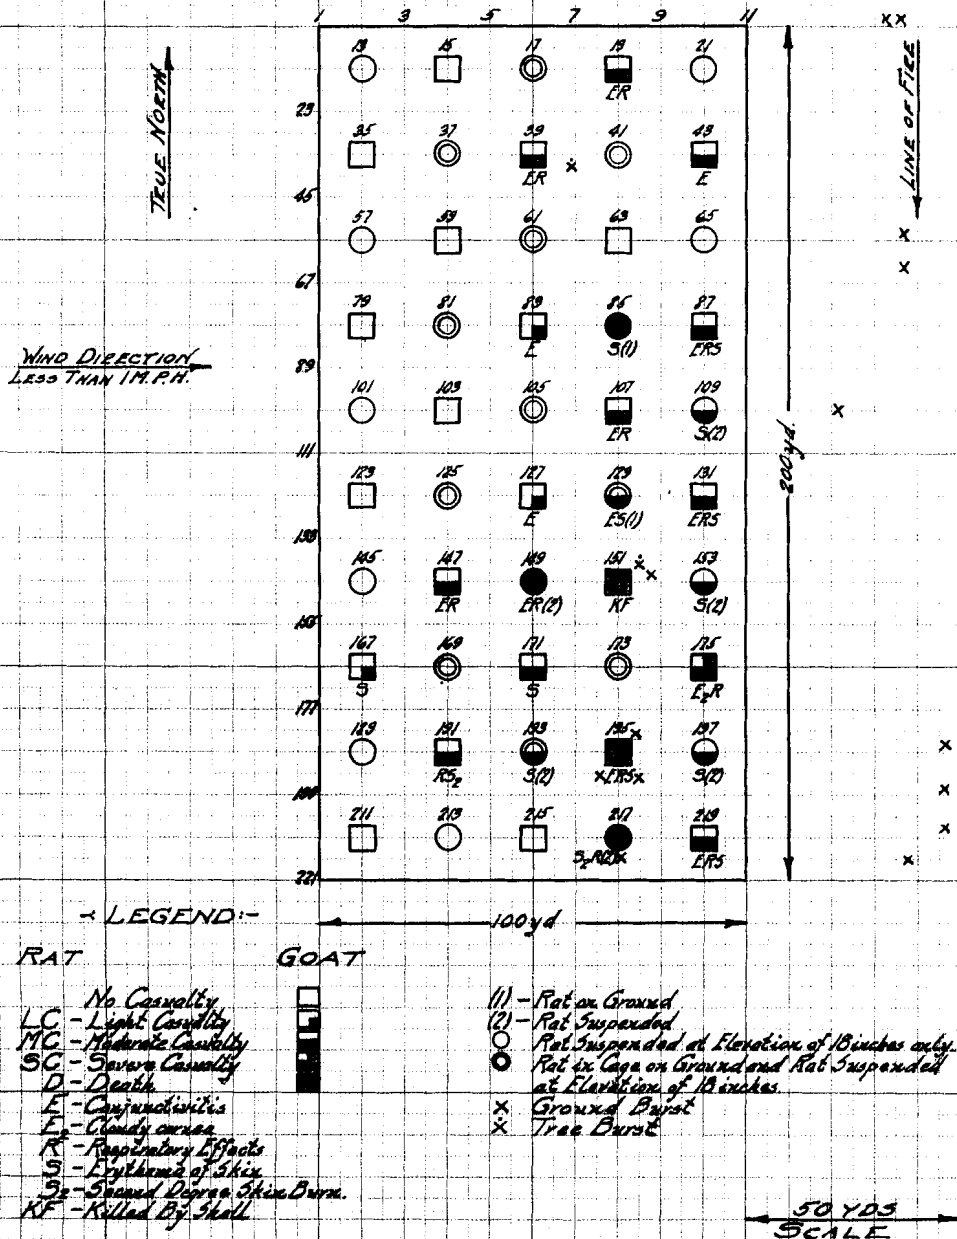 1 3 5 7 9 11
TRUE NORTH
LINE OF FIRE
13 15 17 19 21
ER
23
35 37 39 41 43
ER E
45
57 59 61 63 65
67
79 81 83 85 87
E S(1) ERS
WIND DIRECTION
LESS THAN 1 M.P.H.
89
101 103 105 107 109
ER S(2)
111
200 yd.
123 125 127 129 131
E ES(1) ERS
133
145 147 149 151 153
ER ER(2) KF S(2)
155
167 169 171 173 175
S S E₂R
177
189 191 193 195 197
RS₂ S(2) ERS S(2)
199
211 213 215 217 219
S₂R(2) ERS
221
LEGEND:-
100 yd
RAT GOAT
No Casualty
LC - Light Casualty
MC - Moderate Casualty
SC - Severe Casualty
D - Death
E - Conjunctivitis
E₂ - Cloudy cornea
R - Respiratory Effects
S - Erythema of Skin
S₂ - Second Degree Skin Burn.
KF - Killed By Shell
(1) - Rat on Ground
(2) - Rat Suspended
Rat Suspended at Elevation of 18 inches only.
Rat in Cage on Ground and Rat Suspended
at Elevation of 18 inches.
x Ground Burst
ẋ Tree Burst
50 YDS
SCALE